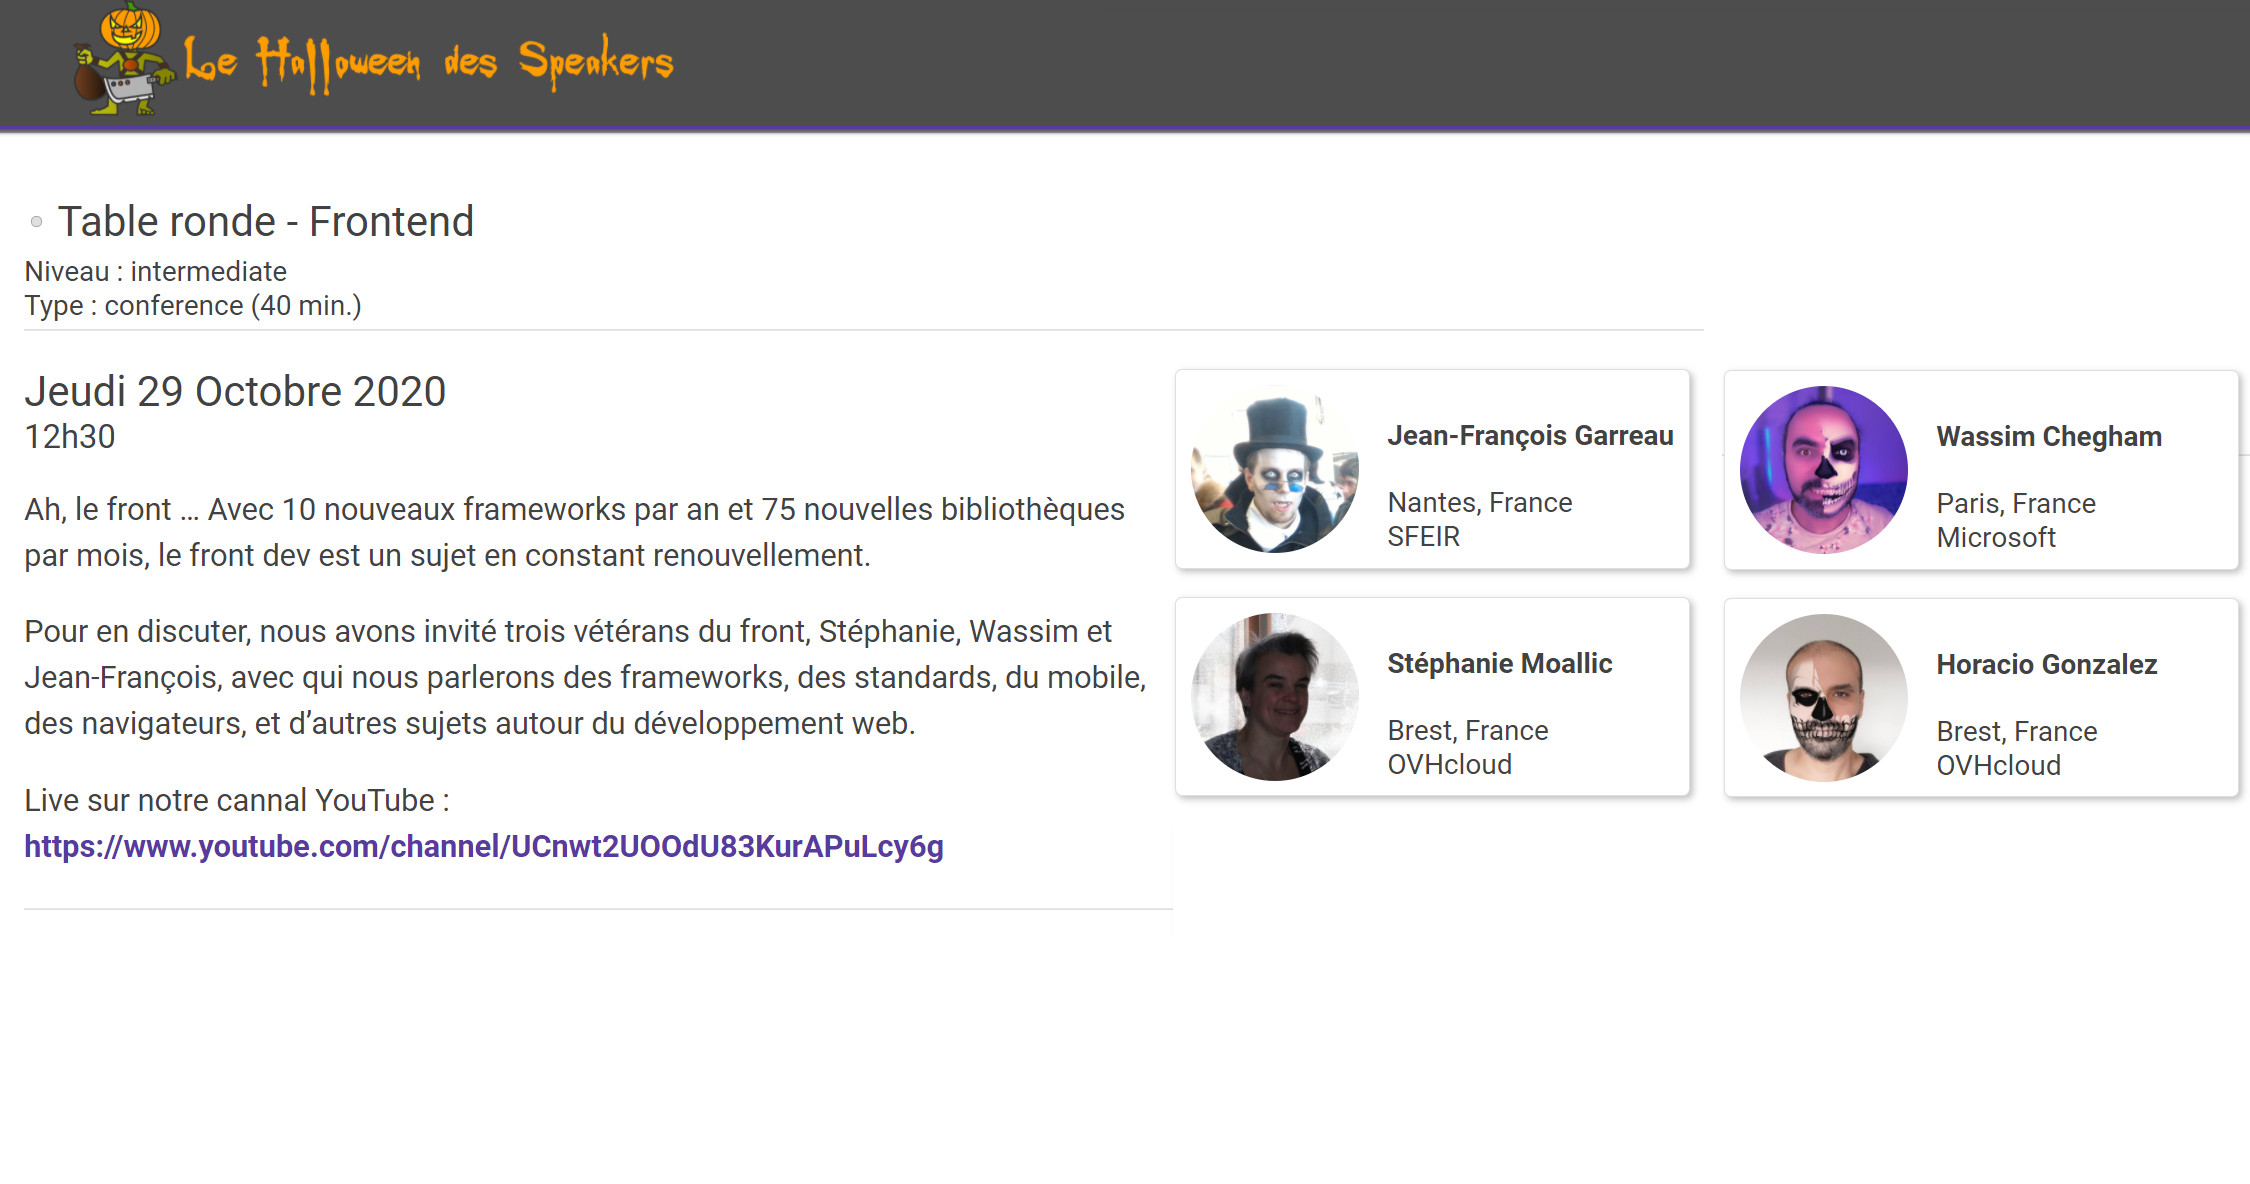 Le Halloween des Speakers
Table ronde - Frontend
Niveau : intermediate
Type : conference (40 min.)
Jeudi 29 Octobre 2020
12h30
Ah, le front ... Avec 10 nouveaux frameworks par an et 75 nouvelles bibliothèques
par mois, le front dev est un sujet en constant renouvellement.
Pour en discuter, nous avons invité trois vétérans du front, Stéphanie, Wassim et
Jean-François, avec qui nous parlerons des frameworks, des standards, du mobile,
des navigateurs, et d’autres sujets autour du développement web.
Live sur notre cannal YouTube :
https://www.youtube.com/channel/UCnwt2UOOdU83KurAPuLcy6g
Jean-François Garreau
Nantes, France
SFEIR
Wassim Chegham
Paris, France
Microsoft
Stéphanie Moallic
Brest, France
OVHcloud
Horacio Gonzalez
Brest, France
OVHcloud